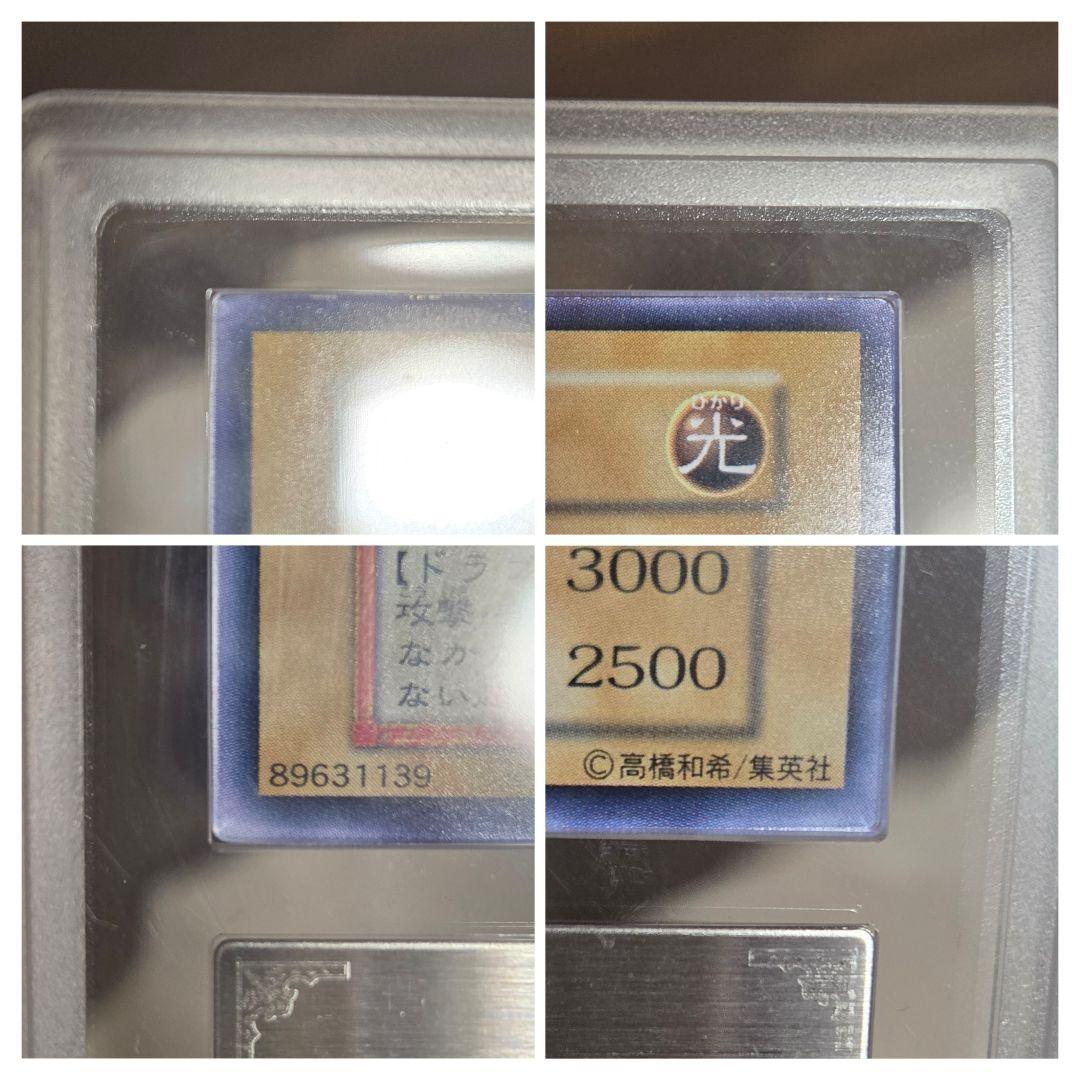 ひかり
光
【ドラ
攻撃
なか
ない。
89631139
3000
2500
©高橋和希/集英社